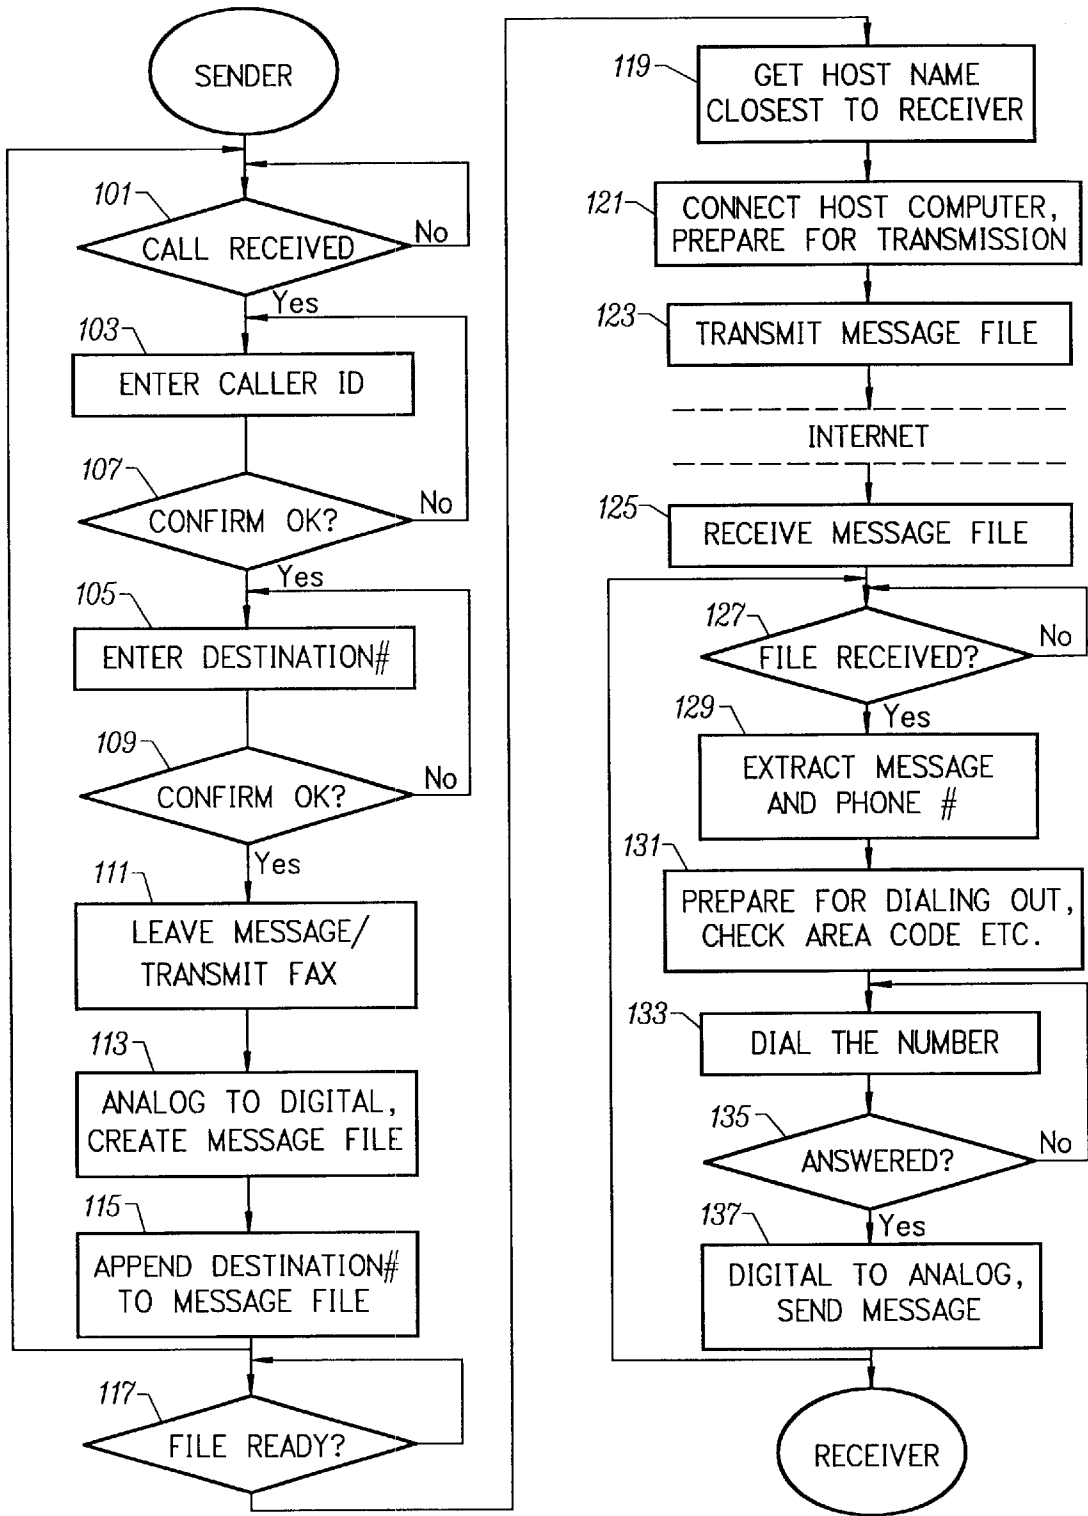 SENDER
101
CALL RECEIVED
No
Yes
103
ENTER CALLER ID
107
CONFIRM OK?
No
Yes
105
ENTER DESTINATION#
109
CONFIRM OK?
No
Yes
111
LEAVE MESSAGE/
TRANSMIT FAX
113
ANALOG TO DIGITAL,
CREATE MESSAGE FILE
115
APPEND DESTINATION#
TO MESSAGE FILE
117
FILE READY?
119
GET HOST NAME
CLOSEST TO RECEIVER
121
CONNECT HOST COMPUTER,
PREPARE FOR TRANSMISSION
123
TRANSMIT MESSAGE FILE
INTERNET
125
RECEIVE MESSAGE FILE
127
FILE RECEIVED?
No
Yes
129
EXTRACT MESSAGE
AND PHONE #
131
PREPARE FOR DIALING OUT,
CHECK AREA CODE ETC.
133
DIAL THE NUMBER
135
ANSWERED?
No
Yes
137
DIGITAL TO ANALOG,
SEND MESSAGE
RECEIVER